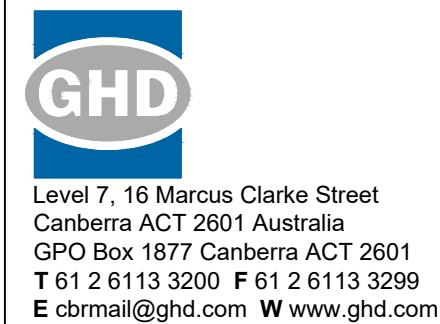 GHD
Level 7, 16 Marcus Clarke Street
Canberra ACT 2601 Australia
GPO Box 1877 Canberra ACT 2601
T 61 2 6113 3200 F 61 2 6113 3299
E cbrmail@ghd.com W www.ghd.com